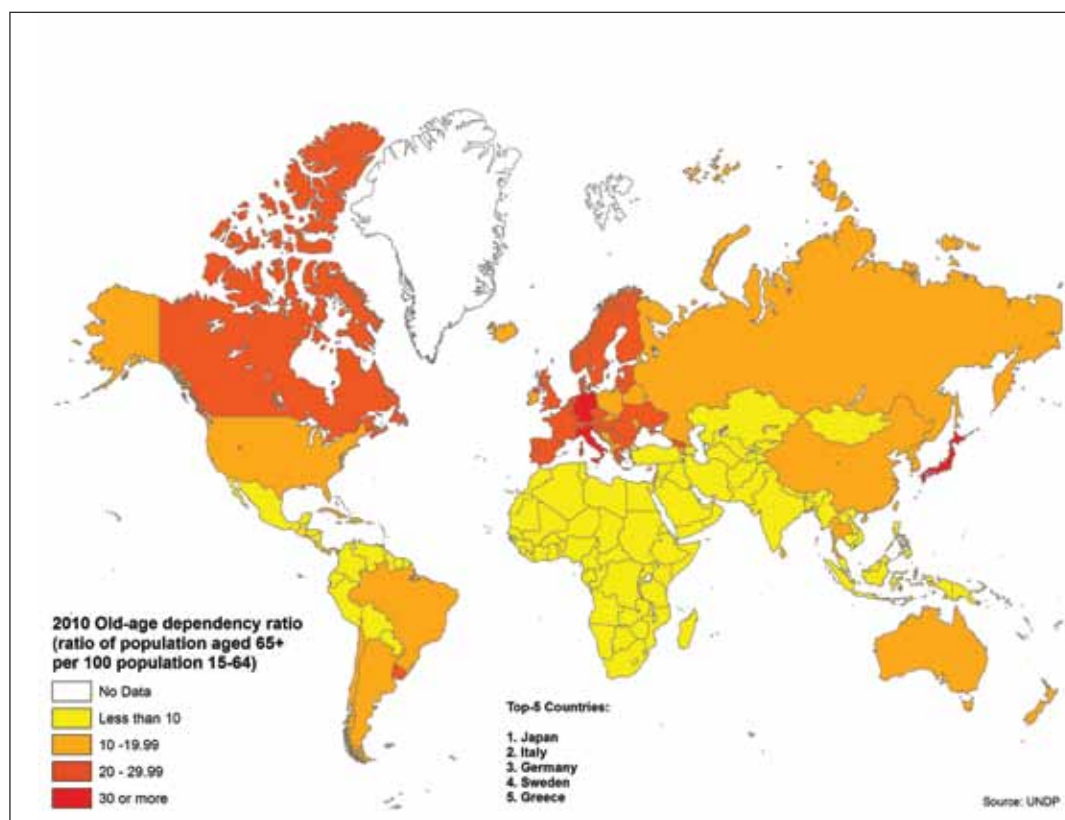 2010 Old-age dependency ratio
(ratio of population aged 65+
per 100 population 15-64)
No Data
Less than 10
10 -19.99
20 - 29.99
30 or more
Top-5 Countries:
1. Japan
2. Italy
3. Germany
4. Sweden
5. Greece
Source: UNDP